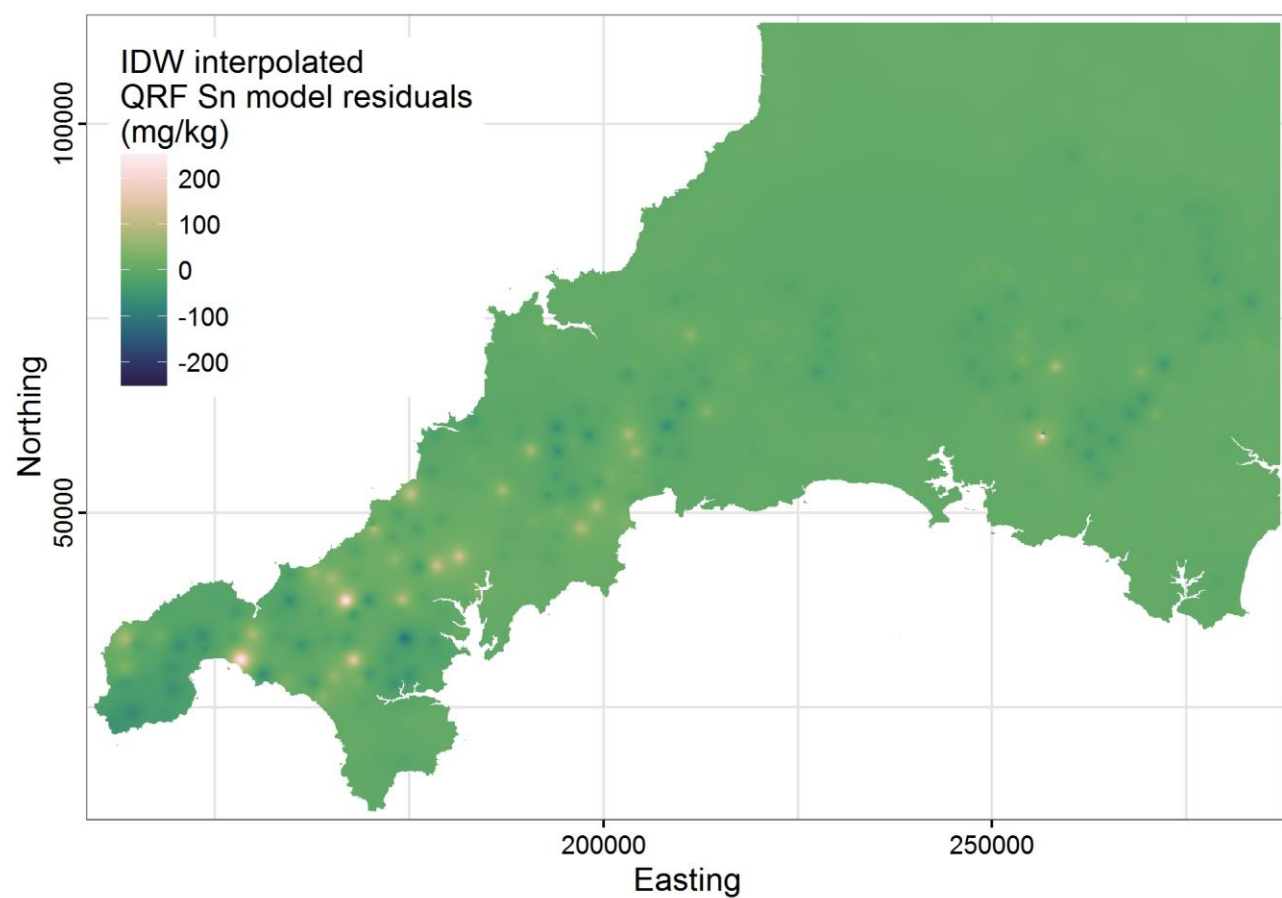 IDW interpolated
QRF Sn model residuals
(mg/kg)
200
100
0
-100
-200
100000
50000
Northing
200000
250000
Easting